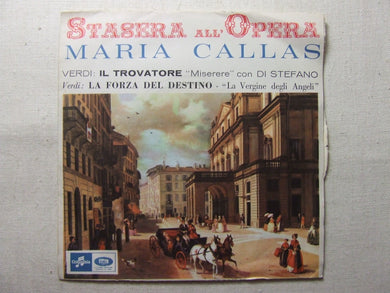 STASERA ALL'OPERA
MARIA CALLAS
VERDI: IL TROVATORE "Miserere" con DI STEFANO
Verdi: LA FORZA DEL DESTINO - "La Vergine degli Angeli"
Columbia